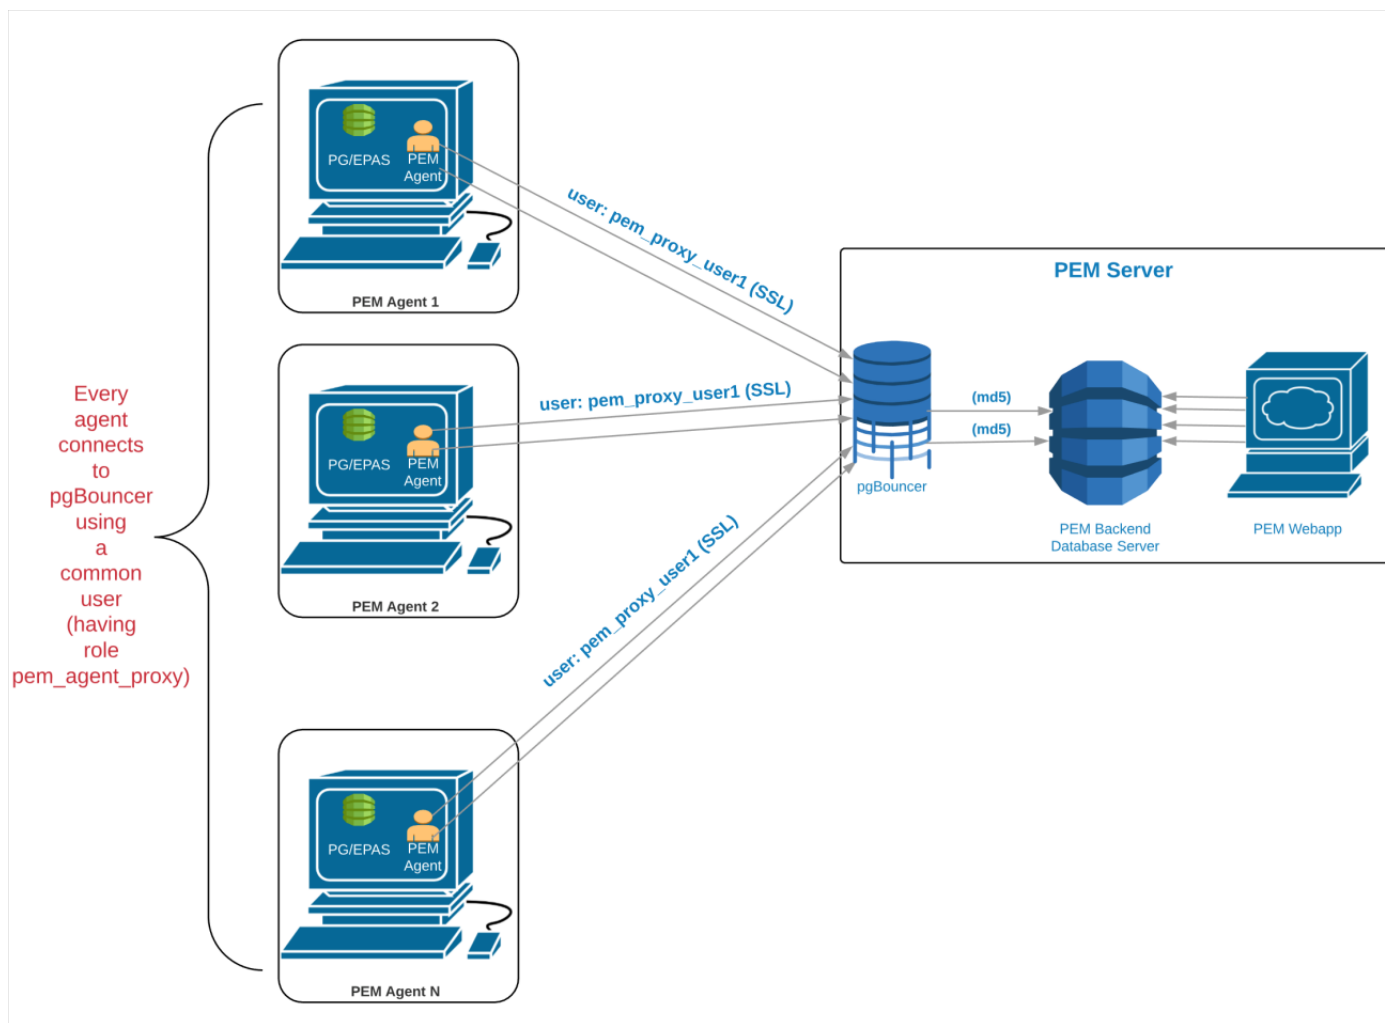 Every
agent
connects
to
pgBouncer
using
a
common
user
(having
role
pem_agent_proxy)
PG/EPAS
PEM
Agent
PEM Agent 1
user: pem_proxy_user1 (SSL)
PG/EPAS
PEM
Agent
PEM Agent 2
user: pem_proxy_user1 (SSL)
PG/EPAS
PEM
Agent
PEM Agent N
user: pem_proxy_user1 (SSL)
PEM Server
pgBouncer
(md5)
(md5)
PEM Backend
Database Server
PEM Webapp